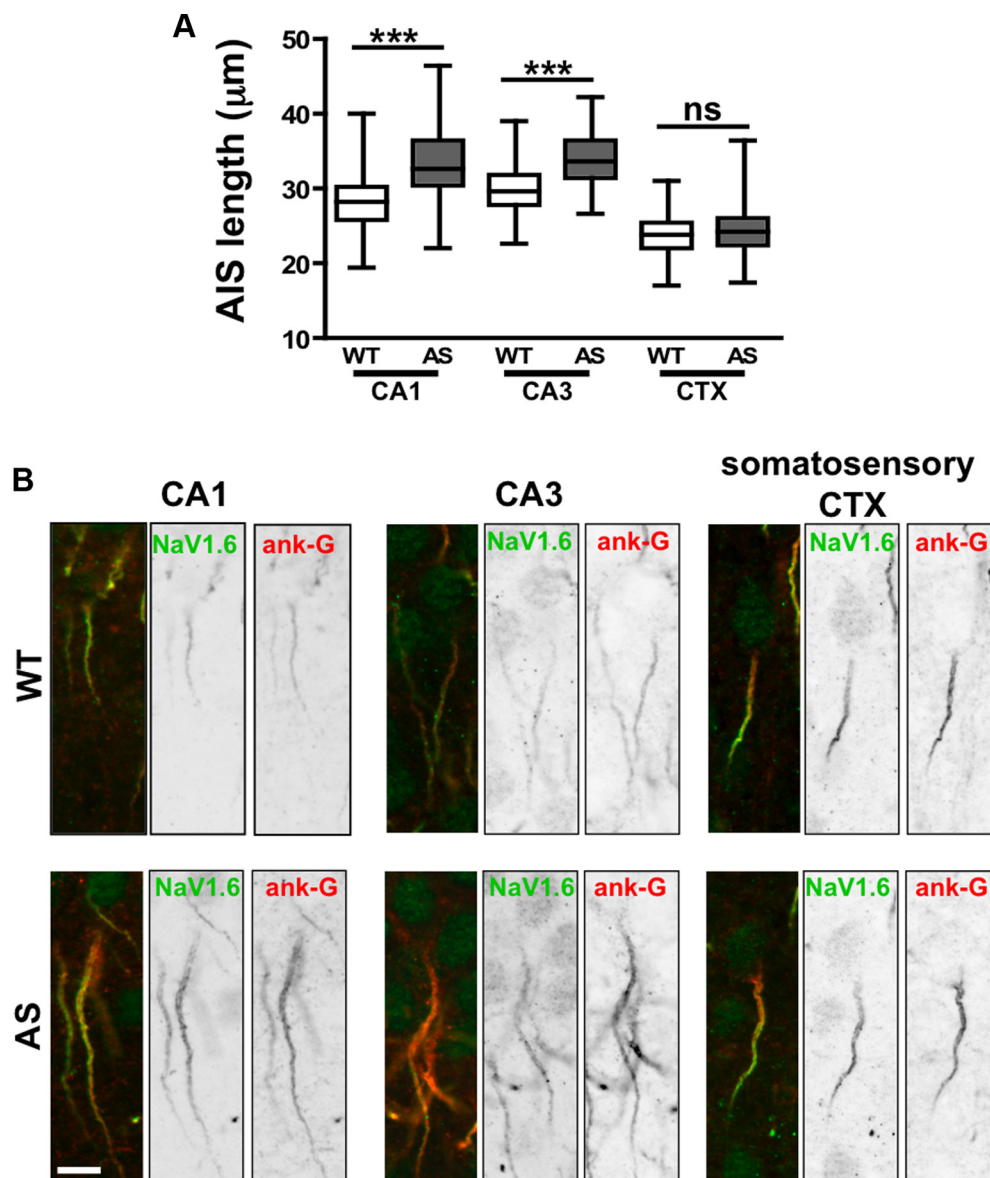 A
AIS length (μm)
50
40
30
20
10
***
***
ns
WT AS WT AS WT AS
CA1 CA3 CTX
B
CA1 CA3 somatosensory
CTX
WT
NaV1.6 ank-G NaV1.6 ank-G NaV1.6 ank-G
AS
NaV1.6 ank-G NaV1.6 ank-G NaV1.6 ank-G